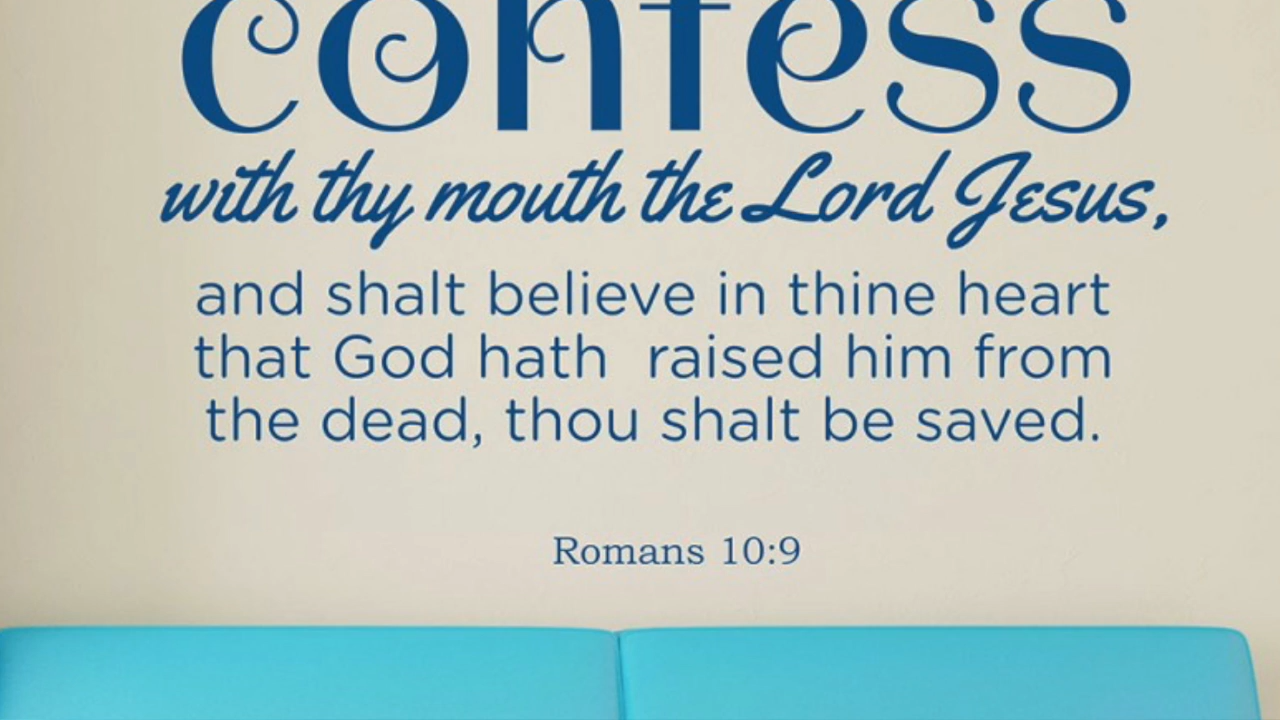 confess
with thy mouth the Lord Jesus,
and shalt believe in thine heart
that God hath raised him from
the dead, thou shalt be saved.
Romans 10:9